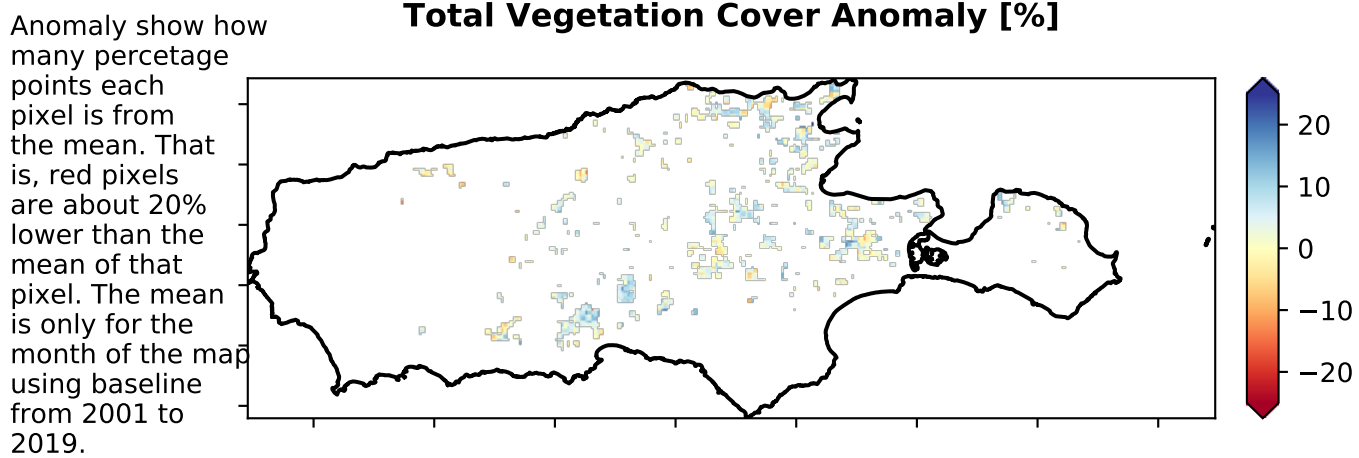 Total Vegetation Cover Anomaly [%]
Anomaly show how
many percetage
points each
pixel is from
the mean. That
is, red pixels
are about 20%
lower than the
mean of that
pixel. The mean
is only for the
month of the map
using baseline
from 2001 to
2019.
20
10
0
−10
−20